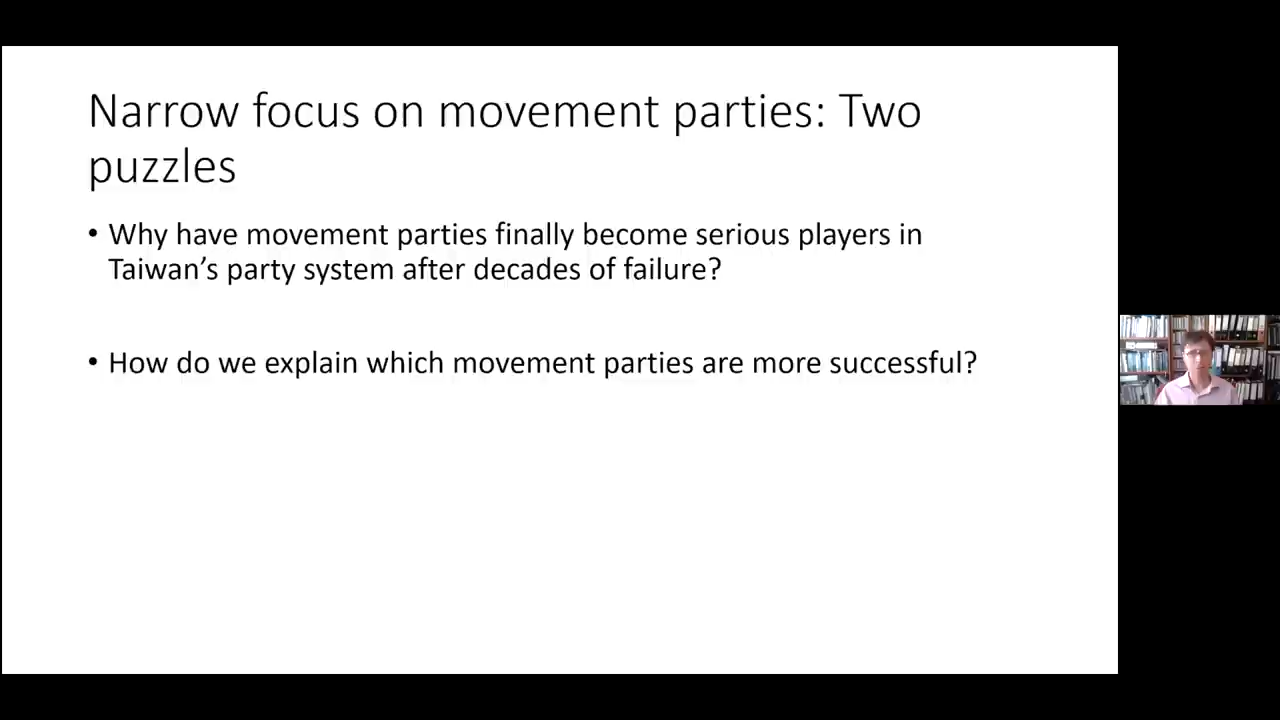 Narrow focus on movement parties: Two
puzzles
• Why have movement parties finally become serious players in
Taiwan’s party system after decades of failure?
• How do we explain which movement parties are more successful?